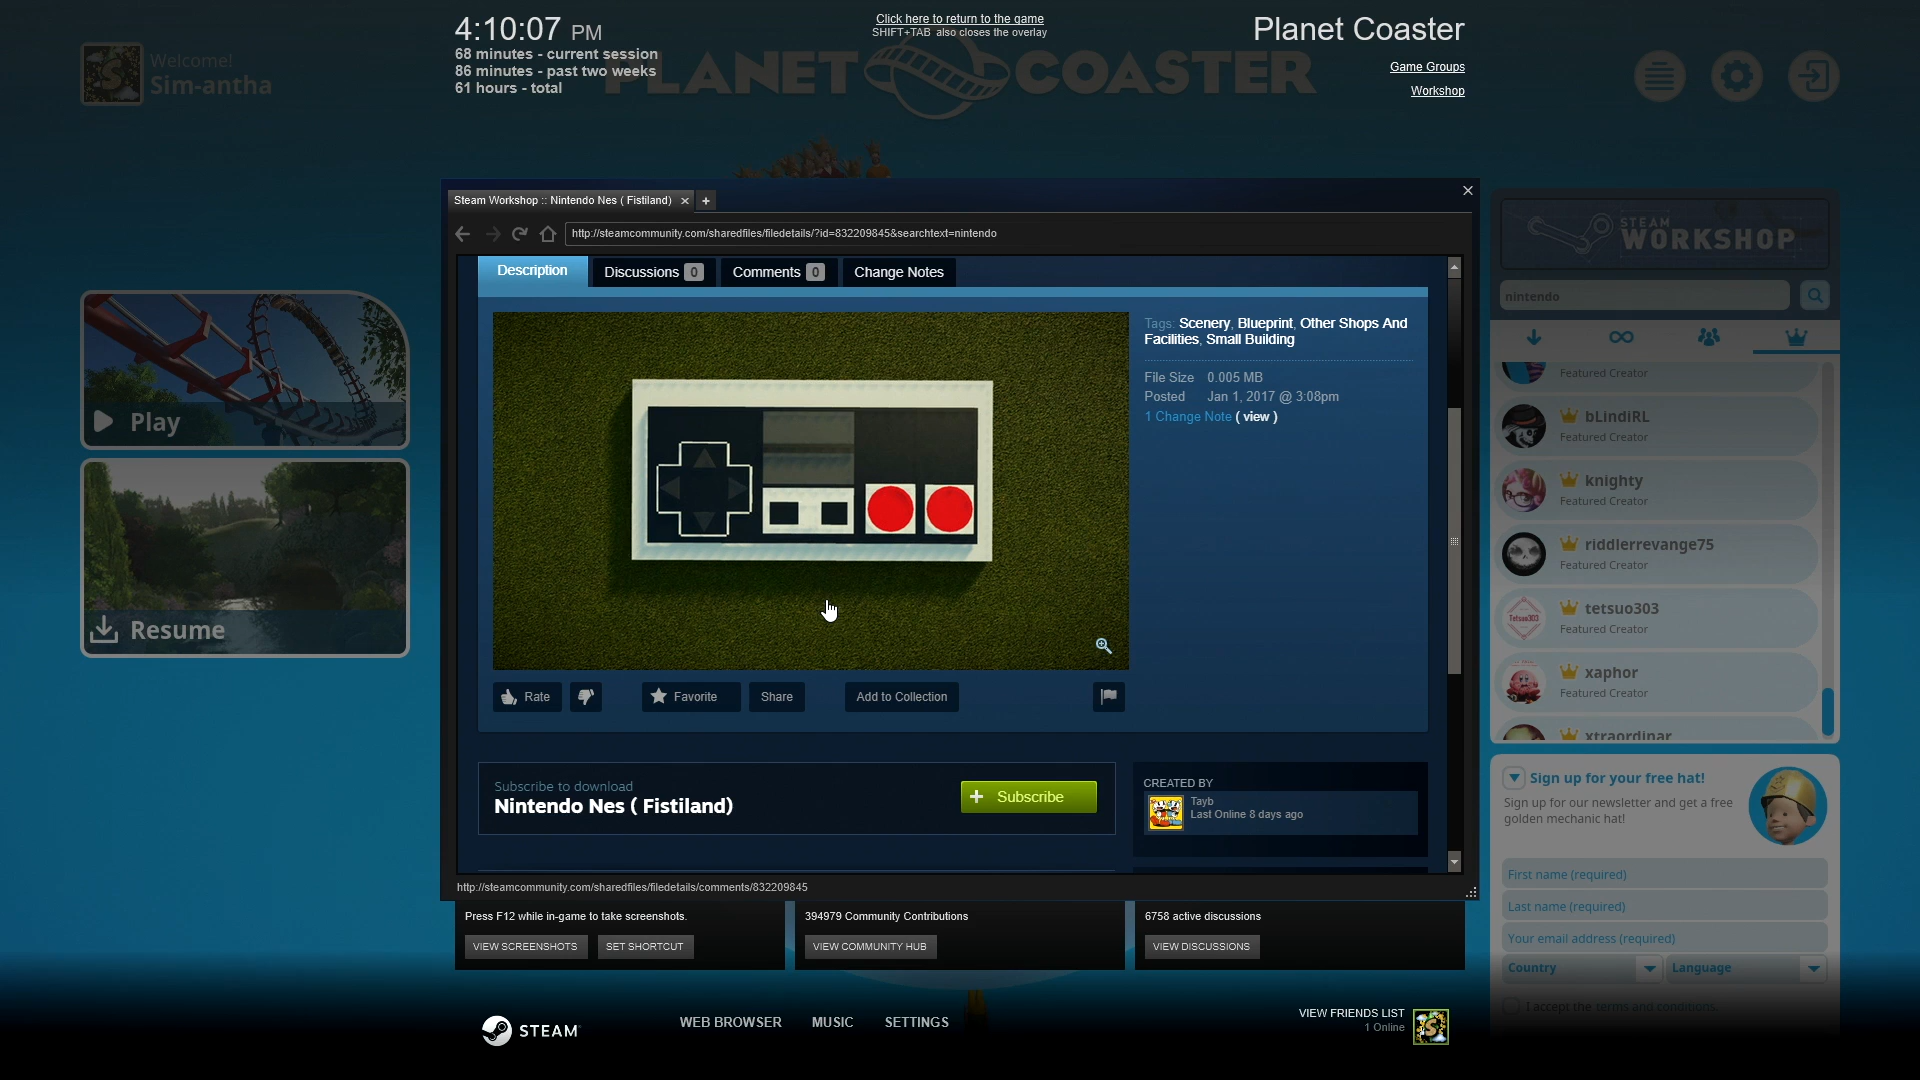 4:10:07 PM
68 minutes - current session
86 minutes - past two weeks
61 hours - total
Click here to return to the game
SHIFT+TAB also closes the overlay
Planet Coaster
Game Groups
Workshop
Welcome!
Sim-antha
PLANET COASTER
Play
Resume
Steam Workshop :: Nintendo Nes ( Fistiland)
http://steamcommunity.com/sharedfiles/filedetails/?id=832209845&searchtext=nintendo
Description
Discussions 0
Comments 0
Change Notes
Tags: Scenery, Blueprint, Other Shops And
Facilities, Small Building
File Size 0.005 MB
Posted Jan 1, 2017 @ 3:08pm
1 Change Note ( view )
Rate
Favorite
Share
Add to Collection
Subscribe to download
Nintendo Nes ( Fistiland)
Subscribe
CREATED BY
Tayb
Last Online 8 days ago
http://steamcommunity.com/sharedfiles/filedetails/comments/832209845
Press F12 while in-game to take screenshots.
VIEW SCREENSHOTS
SET SHORTCUT
394979 Community Contributions
VIEW COMMUNITY HUB
6758 active discussions
VIEW DISCUSSIONS
STEAM
WEB BROWSER
MUSIC
SETTINGS
VIEW FRIENDS LIST
1 Online
STEAM
WORKSHOP
nintendo
Featured Creator
bLindiRL
Featured Creator
knighty
Featured Creator
riddlerrevange75
Featured Creator
tetsuo303
Featured Creator
Tetsuo303
xaphor
Featured Creator
xtraordinar
Sign up for your free hat!
Sign up for our newsletter and get a free
golden mechanic hat!
First name (required)
Last name (required)
Your email address (required)
Country
Language
I accept the terms and conditions.